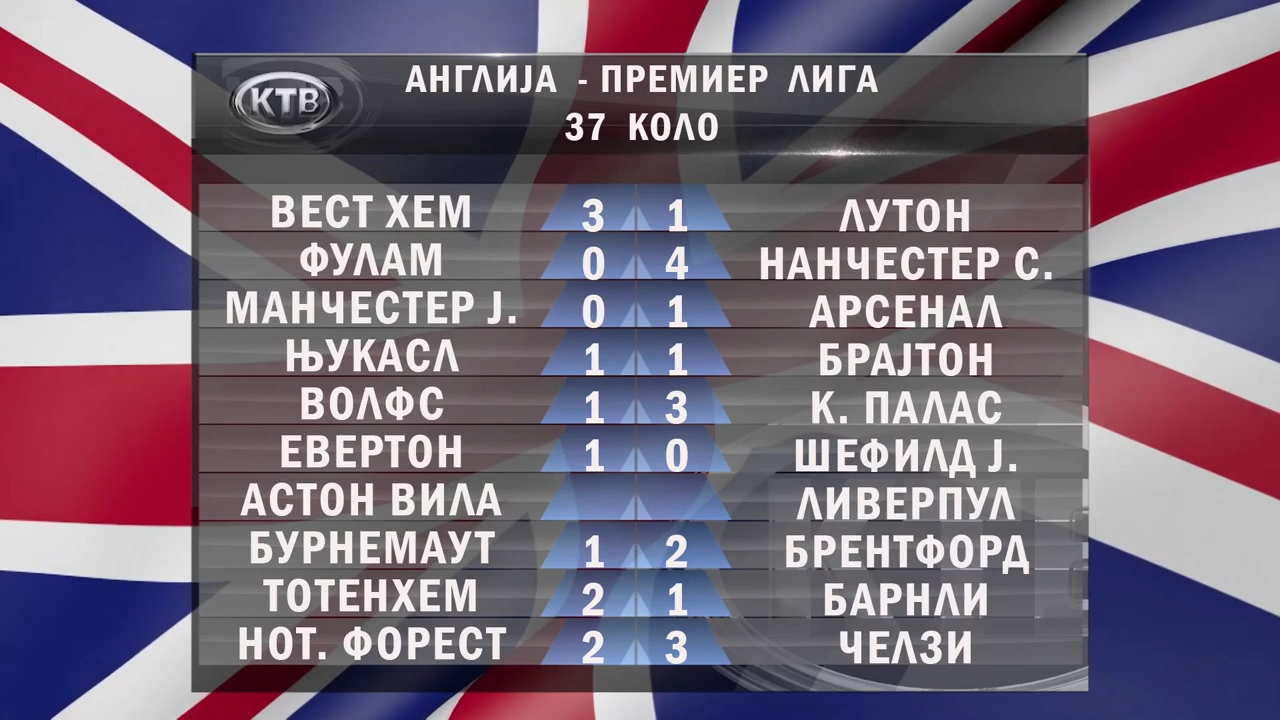 КТВ
АНГЛИЈА - ПРЕМИЕР ЛИГА
37 КОЛО
ВЕСТ ХЕМ 3 1 ЛУТОН
ФУЛАМ 0 4 НАНЧЕСТЕР С.
МАНЧЕСТЕР Ј. 0 1 АРСЕНАЛ
ЊУКАСЛ 1 1 БРАЈТОН
ВОЛФС 1 3 К. ПАЛАС
ЕВЕРТОН 1 0 ШЕФИЛД Ј.
АСТОН ВИЛА ЛИВЕРПУЛ
БУРНЕМАУТ 1 2 БРЕНТФОРД
ТОТЕНХЕМ 2 1 БАРНЛИ
НОТ. ФОРЕСТ 2 3 ЧЕЛЗИ